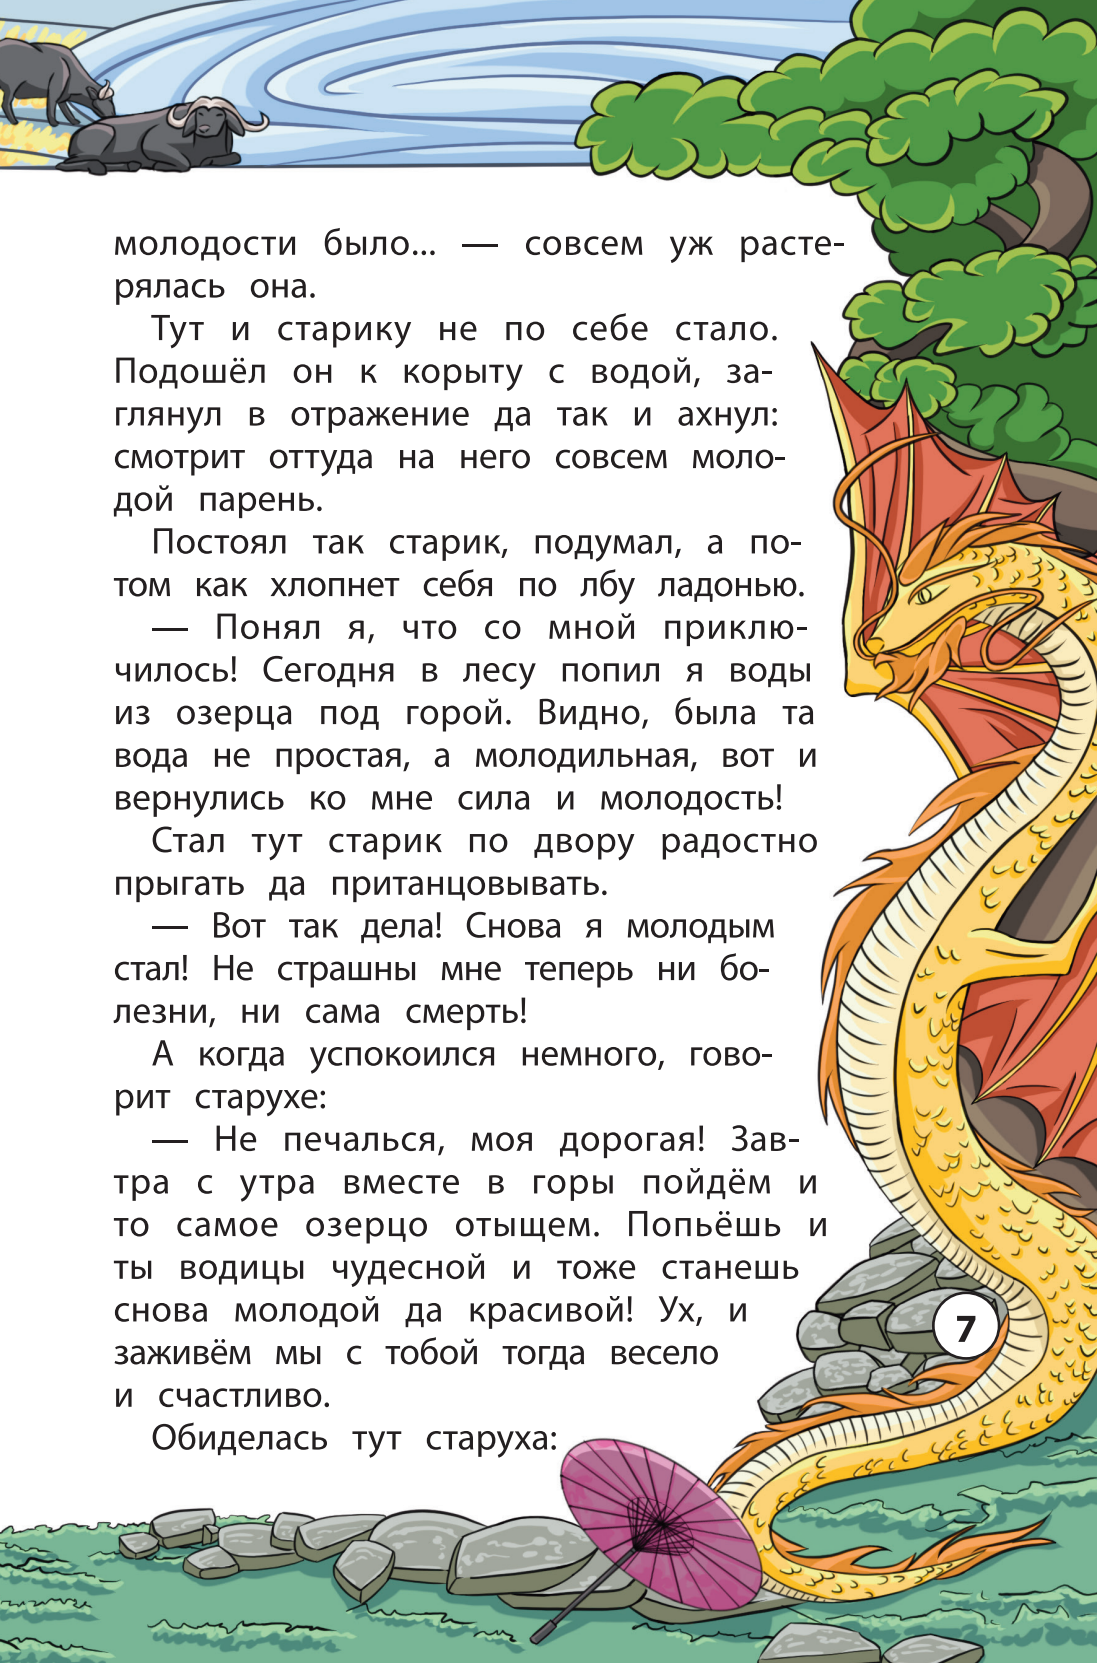 молодости было... — совсем уж расте-
рялась она.
Тут и старику не по себе стало.
Подошёл он к корыту с водой, за-
глянул в отражение да так и ахнул:
смотрит оттуда на него совсем моло-
дой парень.
Постоял так старик, подумал, а по-
том как хлопнет себя по лбу ладонью.
— Понял я, что со мной приклю-
чилось! Сегодня в лесу попил я воды
из озерца под горой. Видно, была та
вода не простая, а молодильная, вот и
вернулись ко мне сила и молодость!
Стал тут старик по двору радостно
прыгать да пританцовывать.
— Вот так дела! Снова я молодым
стал! Не страшны мне теперь ни бо-
лезни, ни сама смерть!
А когда успокоился немного, гово-
рит старухе:
— Не печалься, моя дорогая! Зав-
тра с утра вместе в горы пойдём и
то самое озерцо отыщем. Попьёшь и
ты водицы чудесной и тоже станешь
снова молодой да красивой! Ух, и
заживём мы с тобой тогда весело
и счастливо.
Обиделась тут старуха:
7